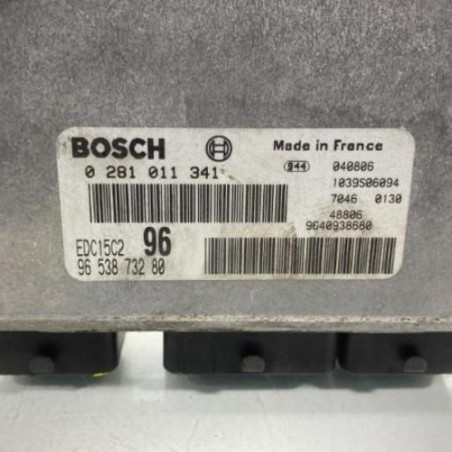 BOSCH
Made in France
0 281 011 341
944 040806
1039S06094
7046 0130
48806
9640938680
EDC15C2 96
96 538 732 80